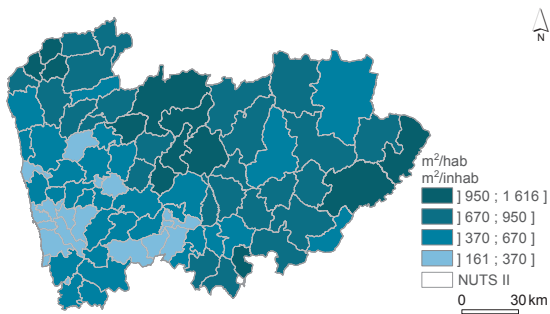 N
m²/hab
m²/inhab
] 950 ; 1 616 ]
] 670 ; 950 ]
] 370 ; 670 ]
] 161 ; 370 ]
NUTS II
0 30 km